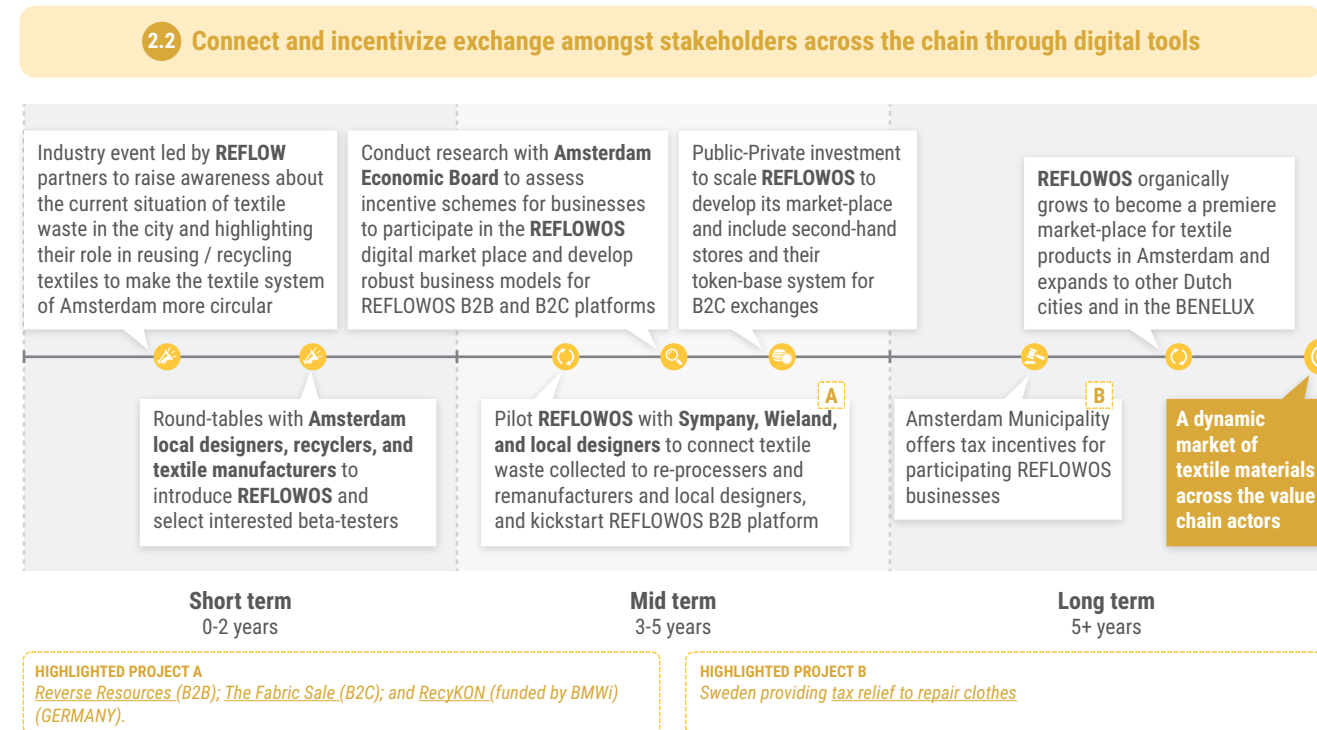 2.2 Connect and incentivize exchange amongst stakeholders across the chain through digital tools
Industry event led by REFLOW
partners to raise awareness about
the current situation of textile
waste in the city and highlighting
their role in reusing / recycling
textiles to make the textile system
of Amsterdam more circular
Conduct research with Amsterdam
Economic Board to assess
incentive schemes for businesses
to participate in the REFLOWOS
digital market place and develop
robust business models for
REFLOWOS B2B and B2C platforms
Public-Private investment
to scale REFLOWOS to
develop its market-place
and include second-hand
stores and their
token-base system for
B2C exchanges
REFLOWOS organically
grows to become a premiere
market-place for textile
products in Amsterdam and
expands to other Dutch
cities and in the BENELUX
Round-tables with Amsterdam
local designers, recyclers, and
textile manufacturers to
introduce REFLOWOS and
select interested beta-testers
A
Pilot REFLOWOS with Sympany, Wieland,
and local designers to connect textile
waste collected to re-processers and
remanufacturers and local designers,
and kickstart REFLOWOS B2B platform
B
Amsterdam Municipality
offers tax incentives for
participating REFLOWOS
businesses
A dynamic
market of
textile materials
across the value
chain actors
Short term
0-2 years
Mid term
3-5 years
Long term
5+ years
HIGHLIGHTED PROJECT A
Reverse Resources (B2B); The Fabric Sale (B2C); and RecyKON (funded by BMWi)
(GERMANY).
HIGHLIGHTED PROJECT B
Sweden providing tax relief to repair clothes